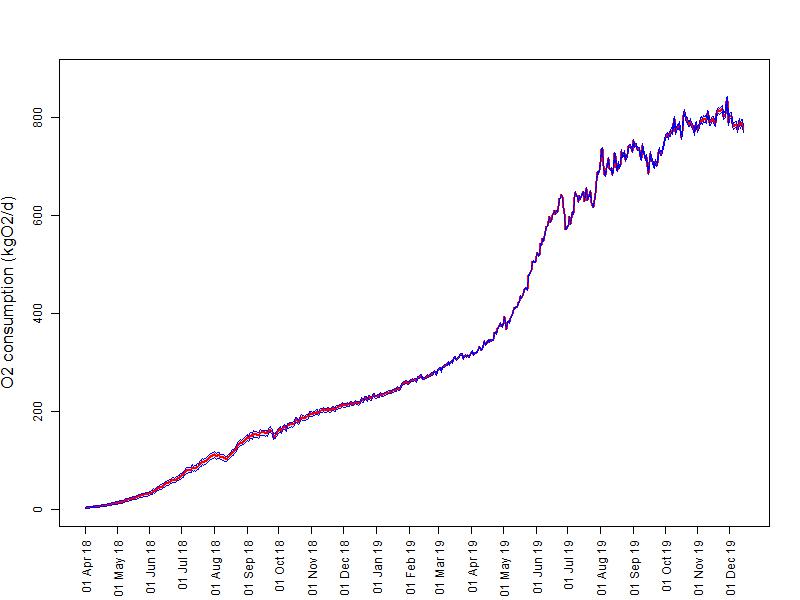 O2 consumption (kgO2/d)
800
600
400
200
0
01 Apr 18
01 May 18
01 Jun 18
01 Jul 18
01 Aug 18
01 Sep 18
01 Oct 18
01 Nov 18
01 Dec 18
01 Jan 19
01 Feb 19
01 Mar 19
01 Apr 19
01 May 19
01 Jun 19
01 Jul 19
01 Aug 19
01 Sep 19
01 Oct 19
01 Nov 19
01 Dec 19